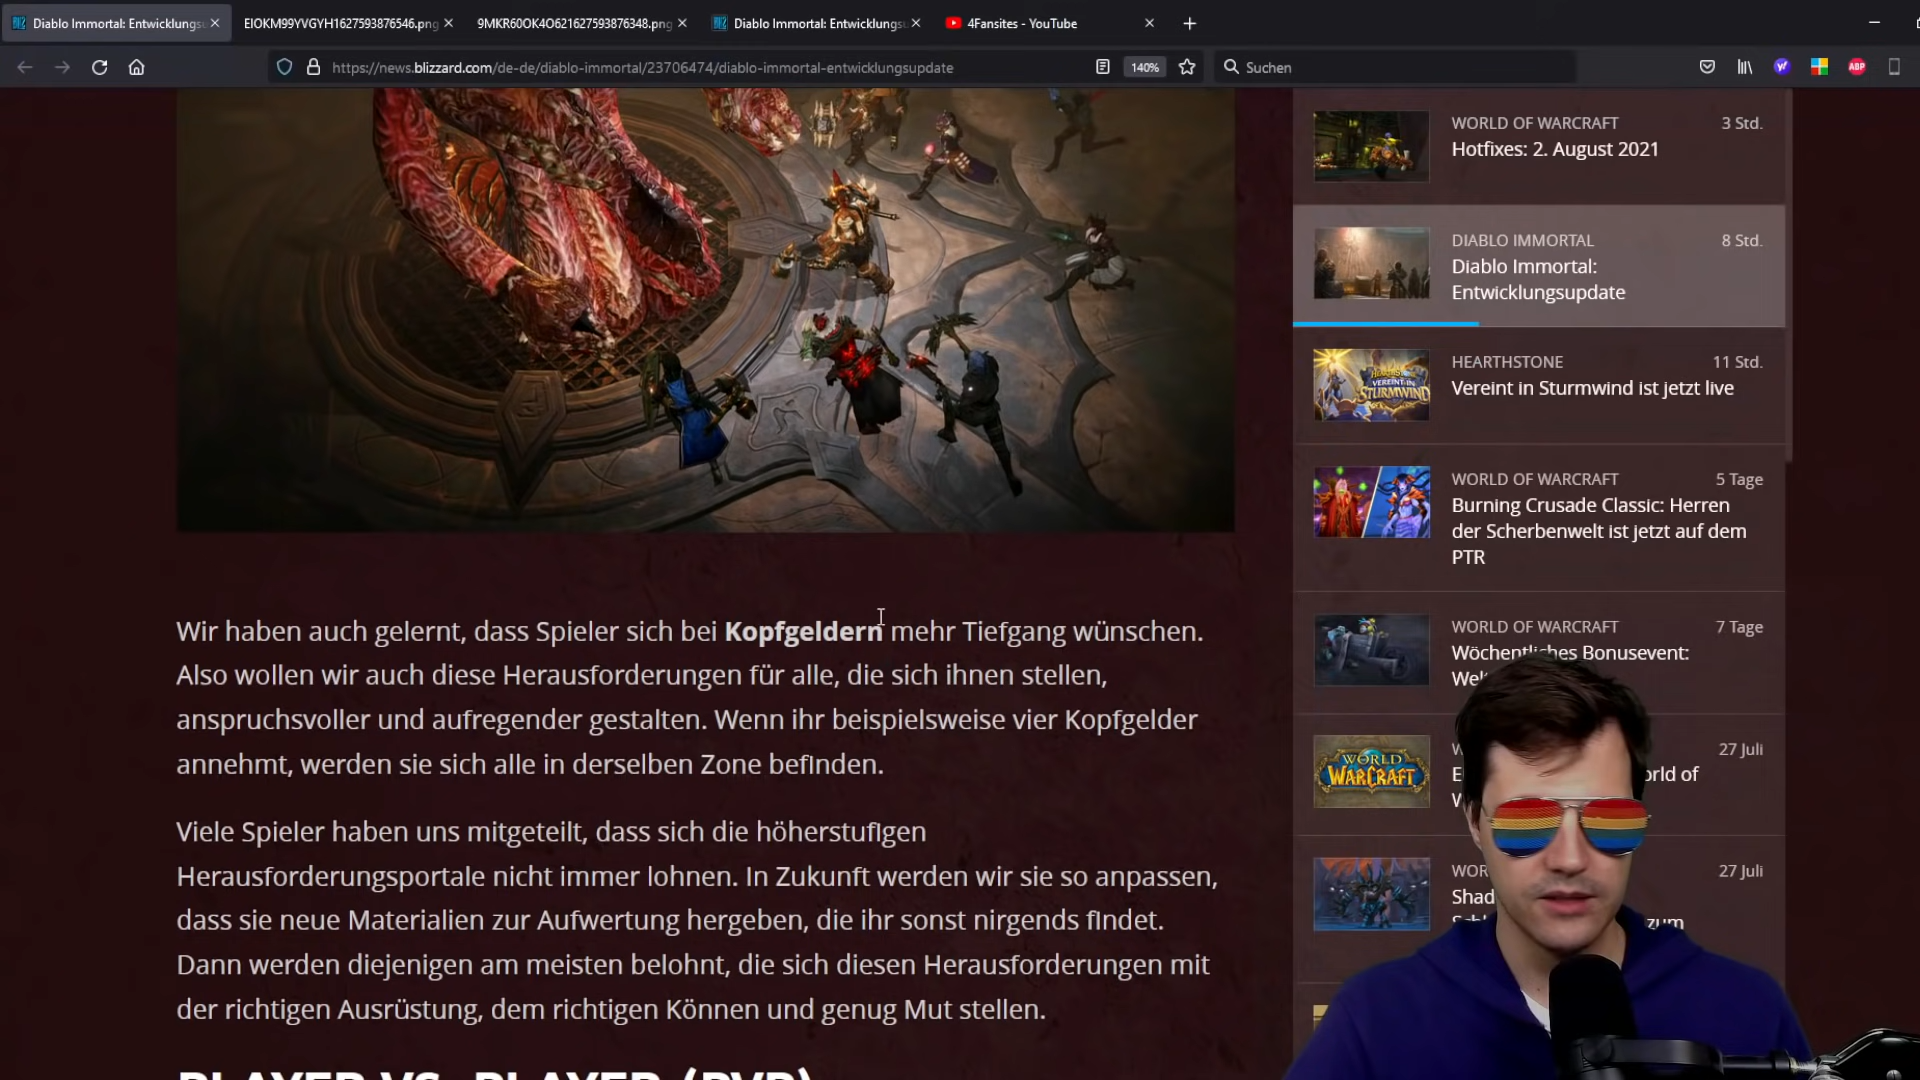 Diablo Immortal: Entwicklungs
EIOKM99YVGYH1627593876546.png
9MKR60OK4O621627593876348.png
Diablo Immortal: Entwicklungs
4Fansites - YouTube
https://news.blizzard.com/de-de/diablo-immortal/23706474/diablo-immortal-entwicklungsupdate
140%
Suchen
ABP
WORLD OF WARCRAFT
3 Std.
Hotfixes: 2. August 2021
DIABLO IMMORTAL
8 Std.
Diablo Immortal:
Entwicklungsupdate
HEARTHSTONE
11 Std.
Vereint in Sturmwind ist jetzt live
VEREINT IN
STURMWIND
WORLD OF WARCRAFT
5 Tage
Burning Crusade Classic: Herren
der Scherbenwelt ist jetzt auf dem
PTR
WORLD OF WARCRAFT
7 Tage
Wöchentliches Bonusevent:
27 Juli
WORLD
WARCRAFT
27 Juli
zum
Wir haben auch gelernt, dass Spieler sich bei Kopfgeldern mehr Tiefgang wünschen.
Also wollen wir auch diese Herausforderungen für alle, die sich ihnen stellen,
anspruchsvoller und aufregender gestalten. Wenn ihr beispielsweise vier Kopfgelder
annehmt, werden sie sich alle in derselben Zone befinden.
Viele Spieler haben uns mitgeteilt, dass sich die höherstufigen
Herausforderungsportale nicht immer lohnen. In Zukunft werden wir sie so anpassen,
dass sie neue Materialien zur Aufwertung hergeben, die ihr sonst nirgends findet.
Dann werden diejenigen am meisten belohnt, die sich diesen Herausforderungen mit
der richtigen Ausrüstung, dem richtigen Können und genug Mut stellen.
PLAYER VS. PLAYER (PVP)